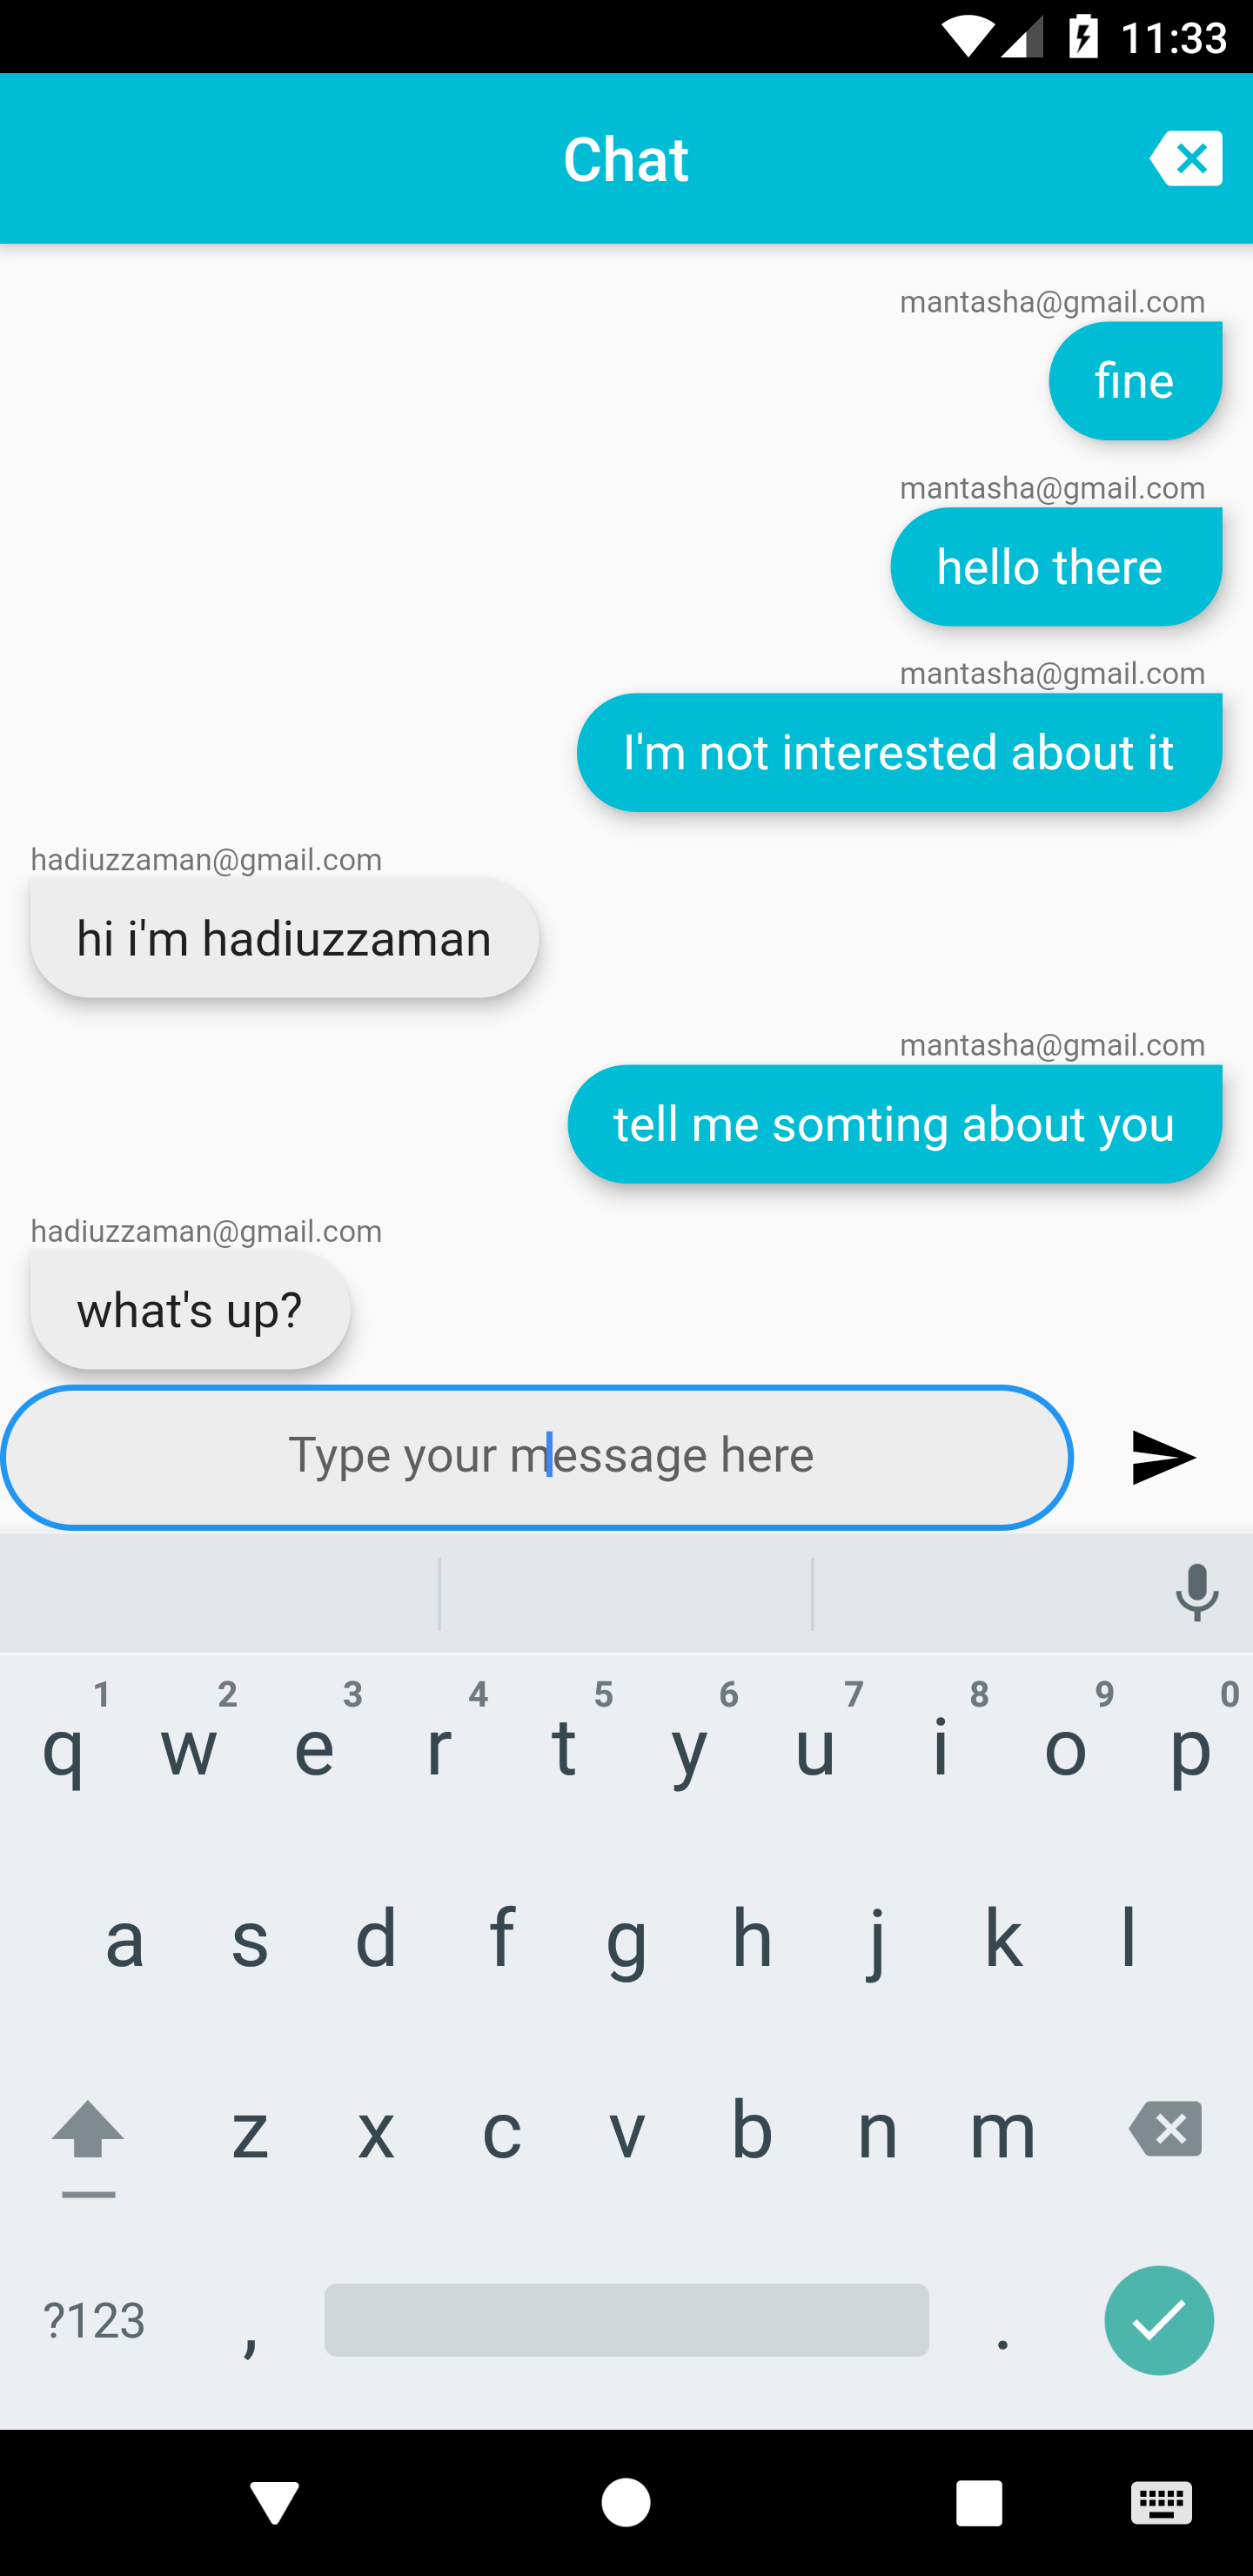 11:33
Chat
mantasha@gmail.com
fine
mantasha@gmail.com
hello there
mantasha@gmail.com
I'm not interested about it
hadiuzzaman@gmail.com
hi i'm hadiuzzaman
mantasha@gmail.com
tell me somting about you
hadiuzzaman@gmail.com
what's up?
Type your message here
1 2 3 4 5 6 7 8 9 0
q w e r t y u i o p
a s d f g h j k l
z x c v b n m
?123 , .